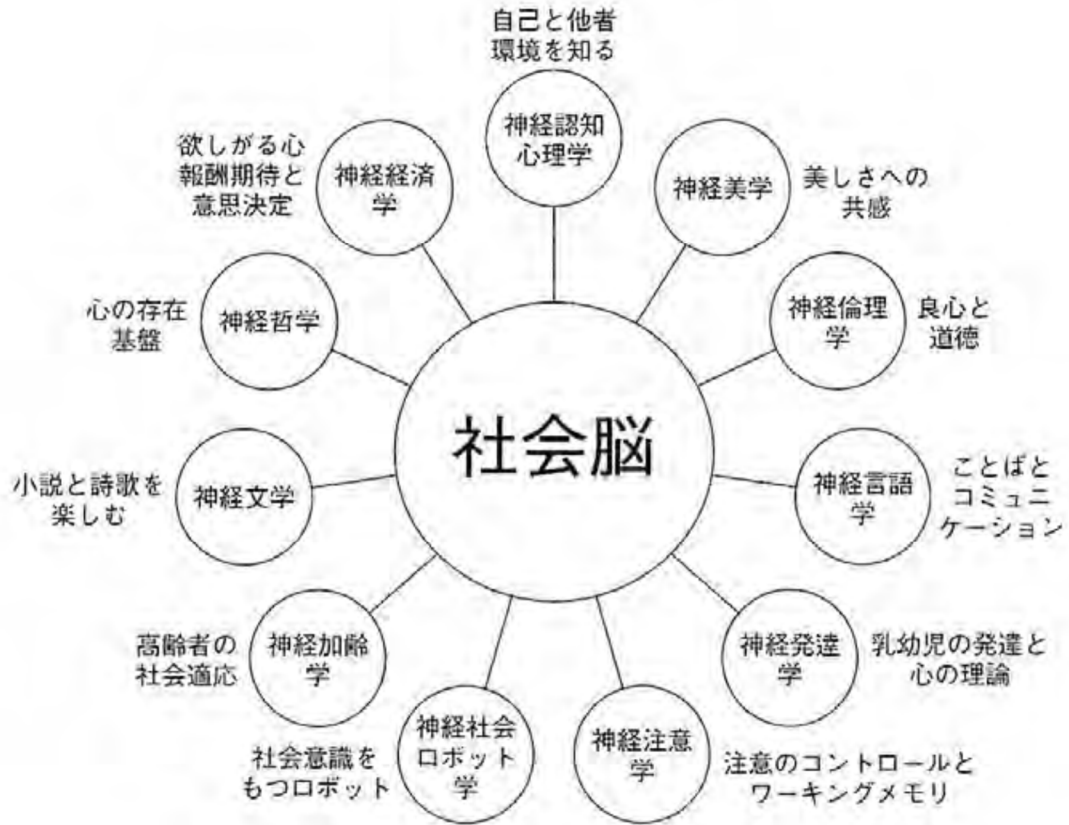 自己と他者
環境を知る
神経認知
心理学
欲しがる心
報酬期待と
意思決定
神経経済
学
神経美学
美しさへの
共感
心の存在
基盤
神経哲学
神経倫理
学
良心と
道徳
社会脳
小説と詩歌を
楽しむ
神経文学
神経言語
学
ことばと
コミュニ
ケーション
高齢者の
社会適応
神経加齢
学
神経発達
学
乳幼児の発達と
心の理論
社会意識を
もつロボット
神経社会
ロボット
学
神経注意
学
注意のコントロールと
ワーキングメモリ